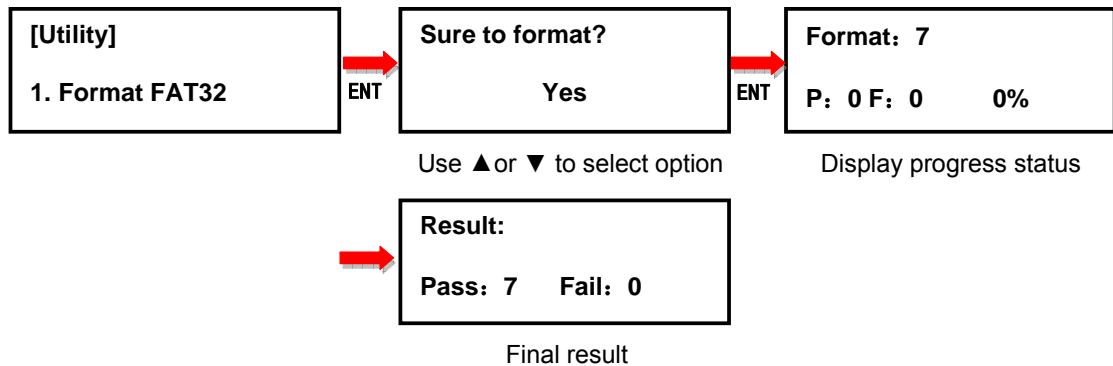 [Utility]
1. Format FAT32
ENT
Sure to format?
Yes
Use ▲or ▼ to select option
ENT
Format：7
P：0 F：0 0%
Display progress status
Result:
Pass：7 Fail：0
Final result